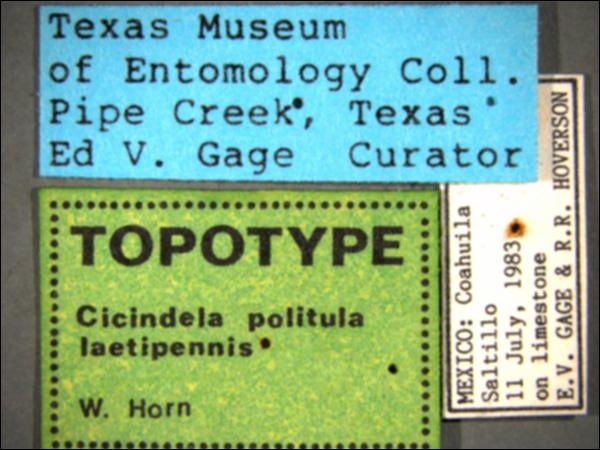 Texas Museum
of Entomology Coll.
Pipe Creek, Texas
Ed V. Gage Curator
TOPOTYPE
Cicindela politula
laetipennis
W. Horn
MEXICO: Coahuila
Saltillo
11 July, 1983
on limestone
E.V. GAGE & R.R. HOVERSON